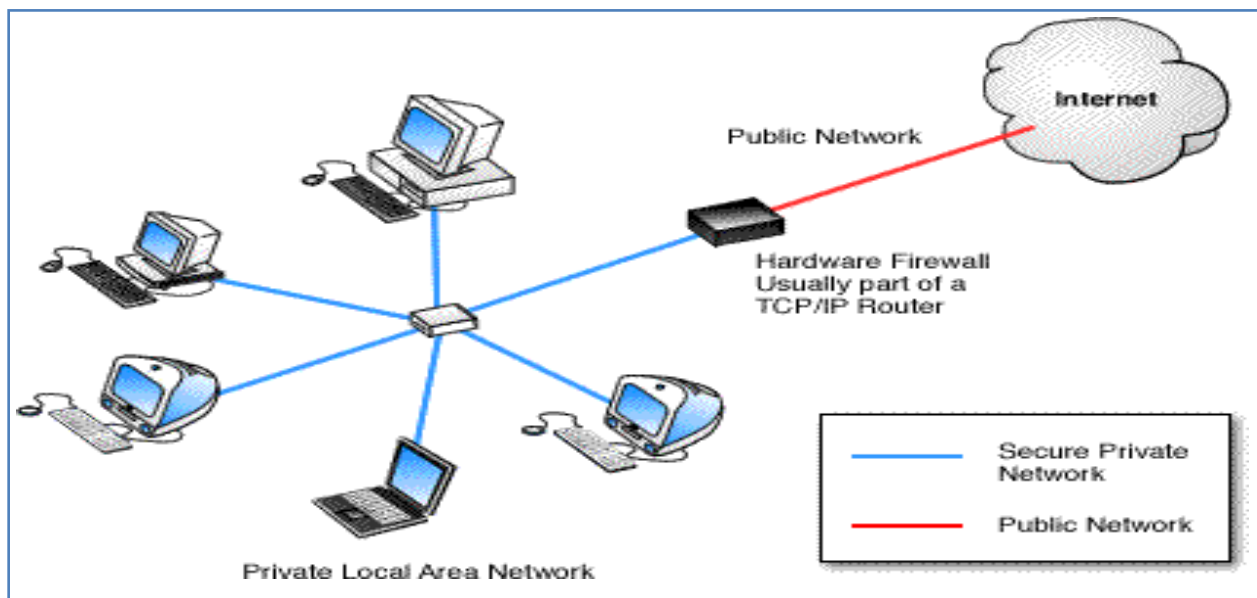 Internet
Public Network
Hardware Firewall
Usually part of a
TCP/IP Router
Secure Private
Network
Public Network
Private Local Area Network